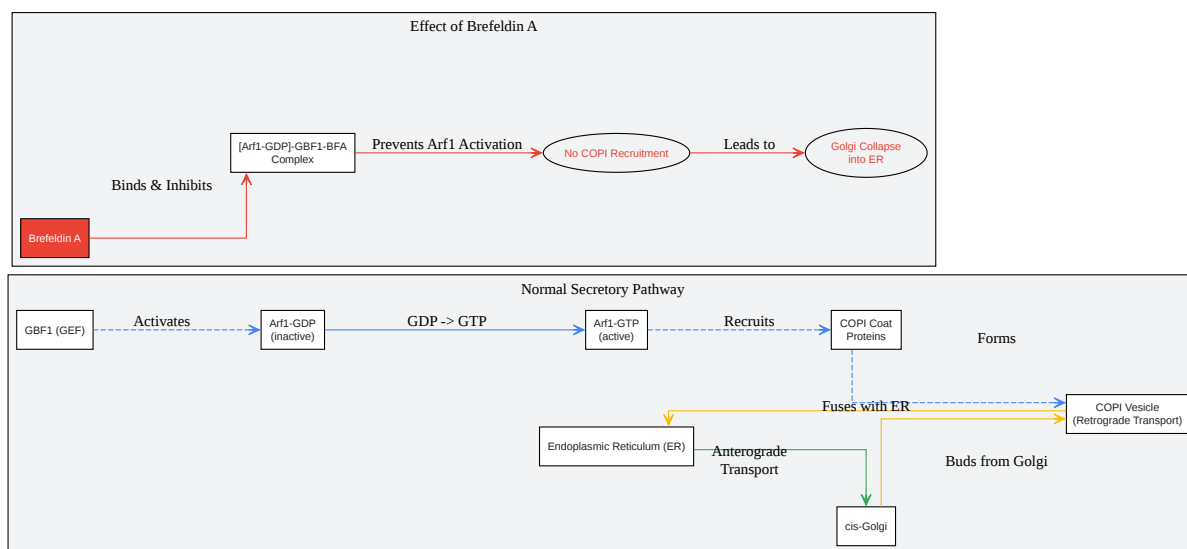 Effect of Brefeldin A
[Arf1-GDP]-GBF1-BFA
Complex
Prevents Arf1 Activation
No COPI Recruitment
Leads to
Golgi Collapse
into ER
Binds & Inhibits
Brefeldin A
Normal Secretory Pathway
GBF1 (GEF)
Activates
Arf1-GDP
(inactive)
GDP -> GTP
Arf1-GTP
(active)
Recruits
COPI Coat
Proteins
Forms
Fuses with ER
COPI Vesicle
(Retrograde Transport)
Endoplasmic Reticulum (ER)
Anterograde
Transport
Buds from Golgi
cis-Golgi